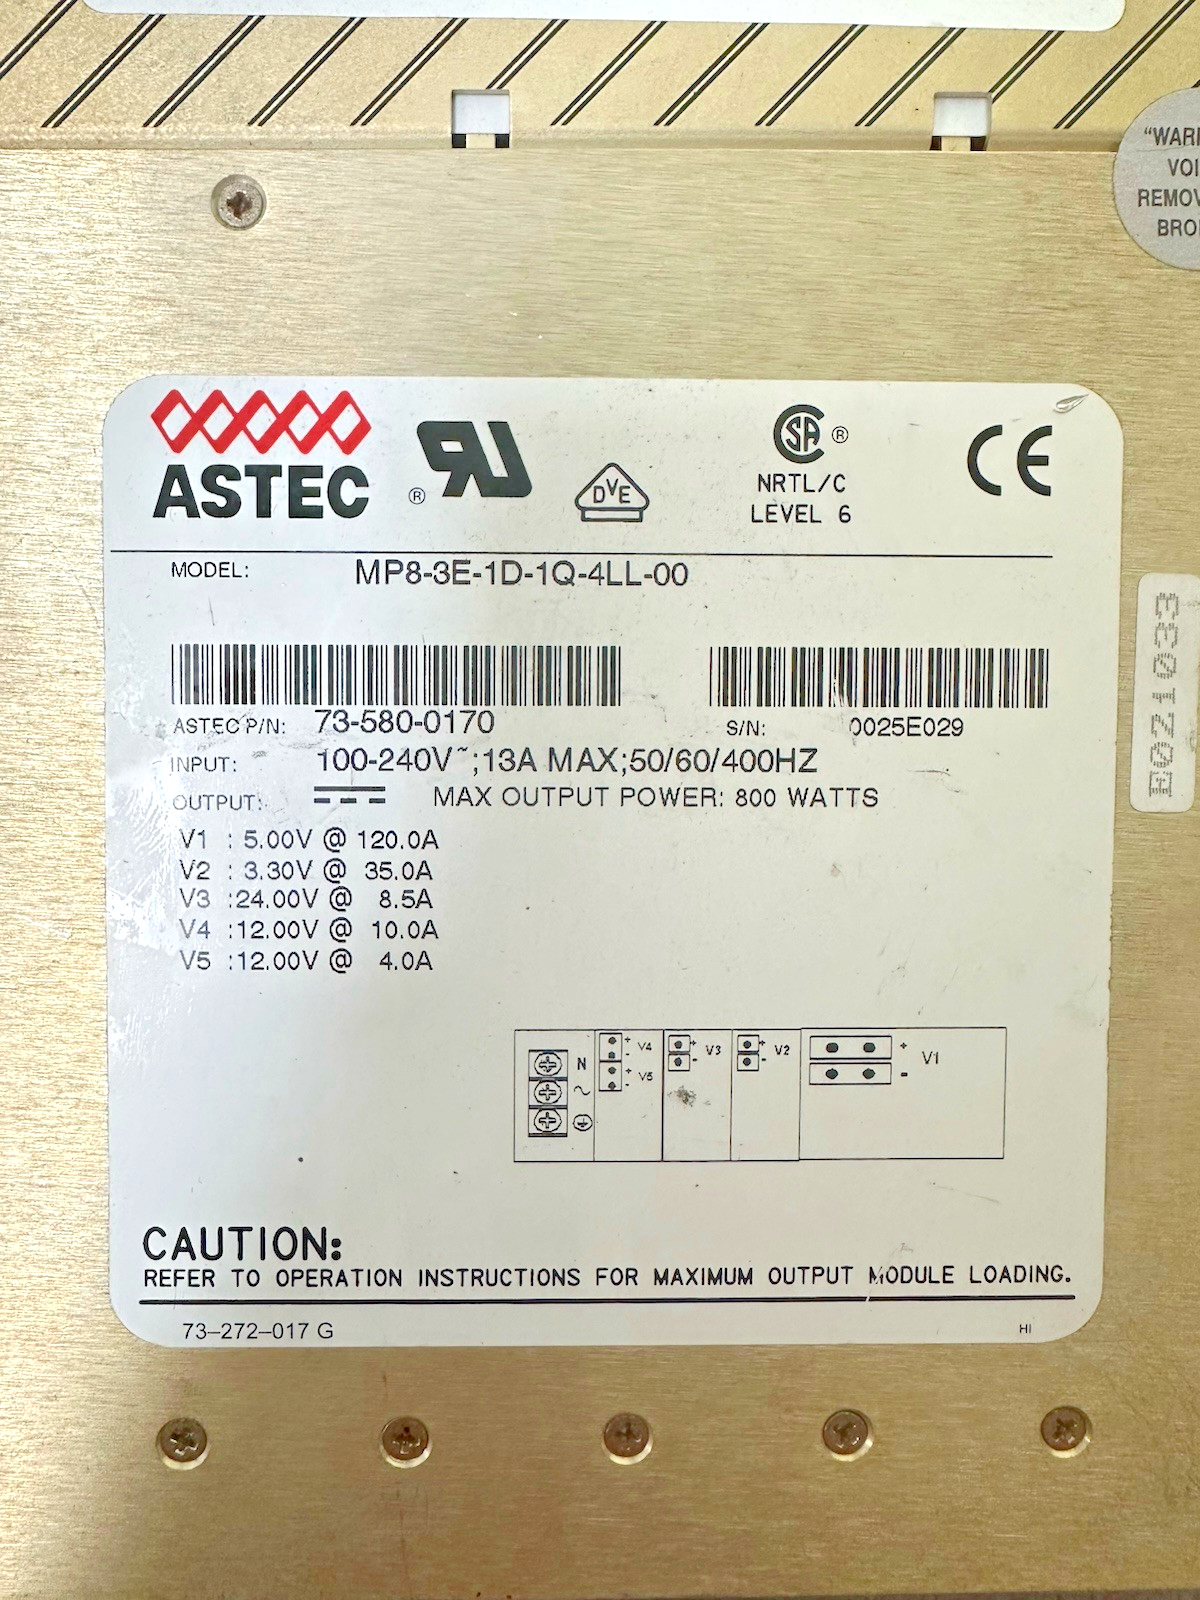 "WAR
VOI
REMOV
BRO
ASTEC
®
DVE
CSA ®
NRTL/C
LEVEL 6
CE
MODEL: MP8-3E-1D-1Q-4LL-00
ASTEC P/N: 73-580-0170 S/N: 0025E029
INPUT: 100-240V~;13A MAX;50/60/400HZ
OUTPUT: MAX OUTPUT POWER: 800 WATTS
V1 : 5.00V @ 120.0A
V2 : 3.30V @ 35.0A
V3 :24.00V @ 8.5A
V4 :12.00V @ 10.0A
V5 :12.00V @ 4.0A
N + - V4 + - V5 + - V3 + - V2 + - V1
CAUTION:
REFER TO OPERATION INSTRUCTIONS FOR MAXIMUM OUTPUT MODULE LOADING.
73–272–017 G HI